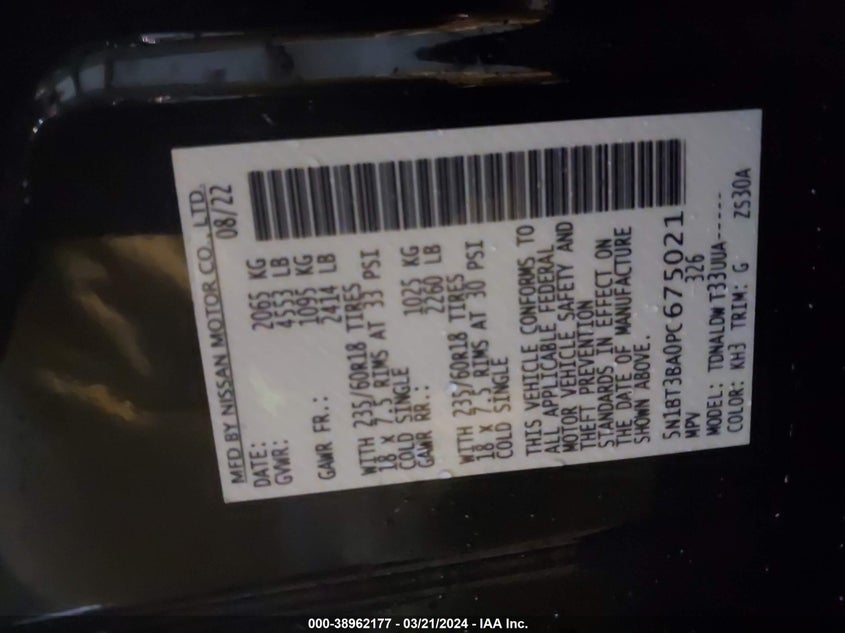 MFD BY NISSAN MOTOR CO., LTD.
DATE: 08/22
GVWR: 2065 KG
4553 LB
GAWR FR.: 1095 KG
2414 LB
WITH 235/60R18 TIRES
18 X 7.5 RIMS AT 33 PSI
COLD SINGLE
GAWR RR.: 1025 KG
2260 LB
WITH 235/60R18 TIRES
18 X 7.5 RIMS AT 30 PSI
COLD SINGLE
THIS VEHICLE CONFORMS TO
ALL APPLICABLE FEDERAL
MOTOR VEHICLE SAFETY AND
THEFT PREVENTION
STANDARDS IN EFFECT ON
THE DATE OF MANUFACTURE
SHOWN ABOVE.
5N1BT3BA0PC675021
MPV 326
MODEL: TDNALDW T33UUA-----
COLOR: KH3 TRIM: G ZS30A
000-38962177 - 03/21/2024 - IAA Inc.